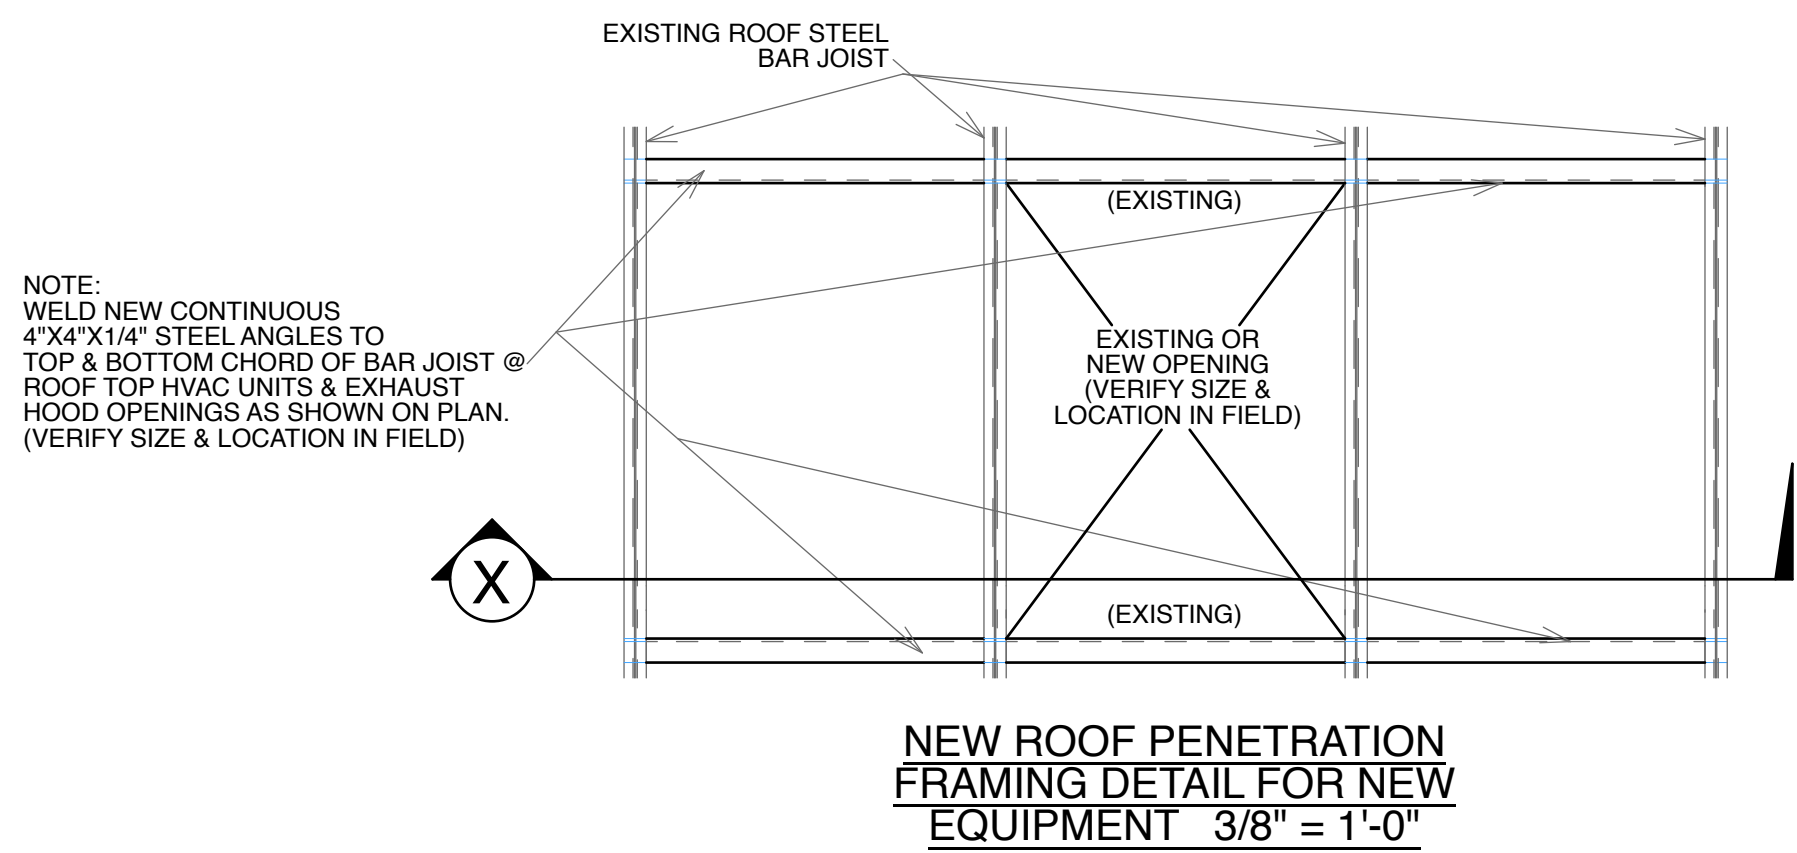 EXISTING ROOF STEEL
BAR JOIST
(EXISTING)
NOTE:
WELD NEW CONTINUOUS
4"X4"X1/4" STEEL ANGLES TO
TOP & BOTTOM CHORD OF BAR JOIST @
ROOF TOP HVAC UNITS & EXHAUST
HOOD OPENINGS AS SHOWN ON PLAN.
(VERIFY SIZE & LOCATION IN FIELD)
EXISTING OR
NEW OPENING
(VERIFY SIZE &
LOCATION IN FIELD)
X
(EXISTING)
NEW ROOF PENETRATION
FRAMING DETAIL FOR NEW
EQUIPMENT 3/8" = 1'-0"